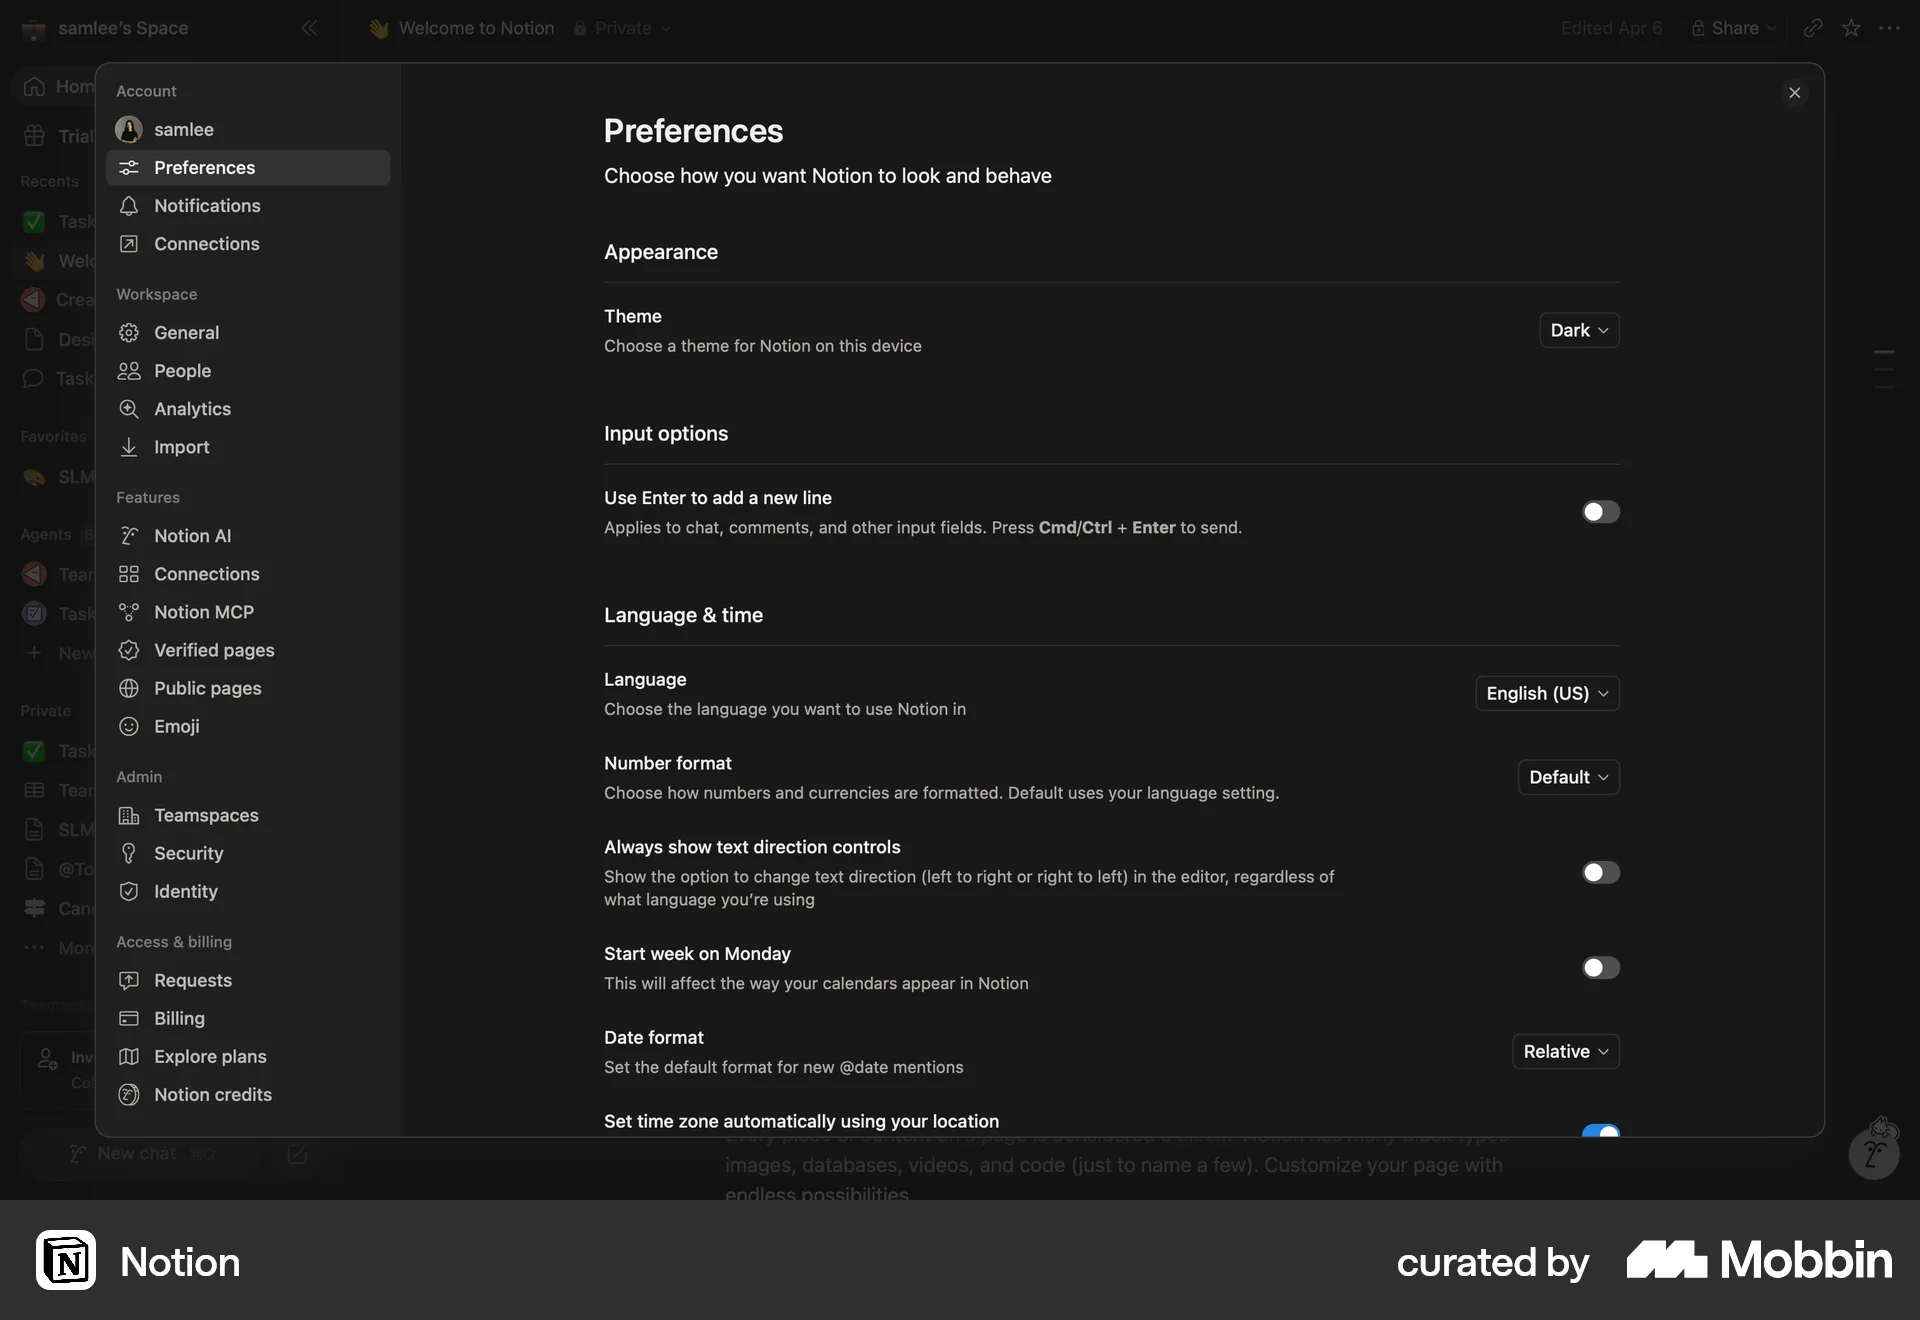 samlee's Space
Welcome to Notion
Private
Edited Apr 6
Share
Recents
Favorites
Agents
Private
New chat ⌘O
Account
samlee
Preferences
Notifications
Connections
Workspace
General
People
Analytics
Import
Features
Notion AI
Connections
Notion MCP
Verified pages
Public pages
Emoji
Admin
Teamspaces
Security
Identity
Access & billing
Requests
Billing
Explore plans
Notion credits
Preferences
Choose how you want Notion to look and behave
Appearance
Theme
Dark
Choose a theme for Notion on this device
Input options
Use Enter to add a new line
Applies to chat, comments, and other input fields. Press Cmd/Ctrl + Enter to send.
Language & time
Language
English (US)
Choose the language you want to use Notion in
Number format
Default
Choose how numbers and currencies are formatted. Default uses your language setting.
Always show text direction controls
Show the option to change text direction (left to right or right to left) in the editor, regardless of
what language you're using
Start week on Monday
This will affect the way your calendars appear in Notion
Date format
Relative
Set the default format for new @date mentions
Set time zone automatically using your location
images, databases, videos, and code (just to name a few). Customize your page with
endless possibilities
Notion
curated by Mobbin